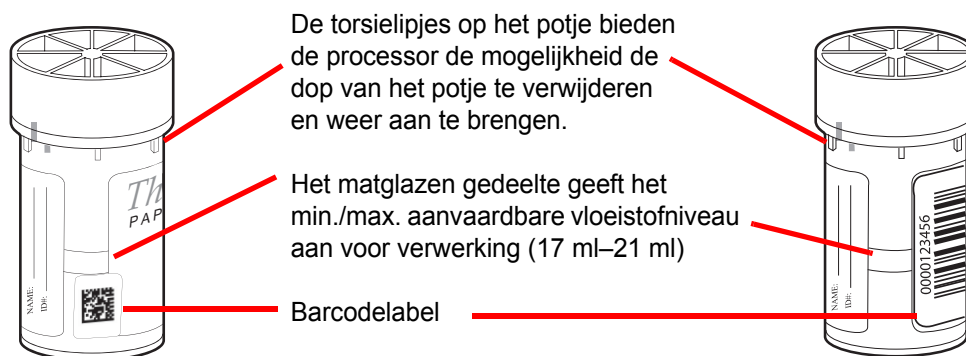 De torsielipjes op het potje bieden
de processor de mogelijkheid de
dop van het potje te verwijderen
en weer aan te brengen.
Het matglazen gedeelte geeft het
min./max. aanvaardbare vloeistofniveau
aan voor verwerking (17 ml–21 ml)
Barcodelabel
NAME:
ID#:
Th
PAP
NAME:
ID#:
0000123456